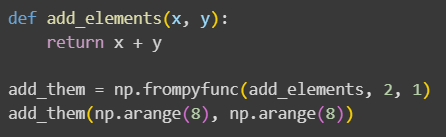 def add_elements(x, y):
    return x + y

add_them = np.frompyfunc(add_elements, 2, 1)
add_them(np.arange(8), np.arange(8))